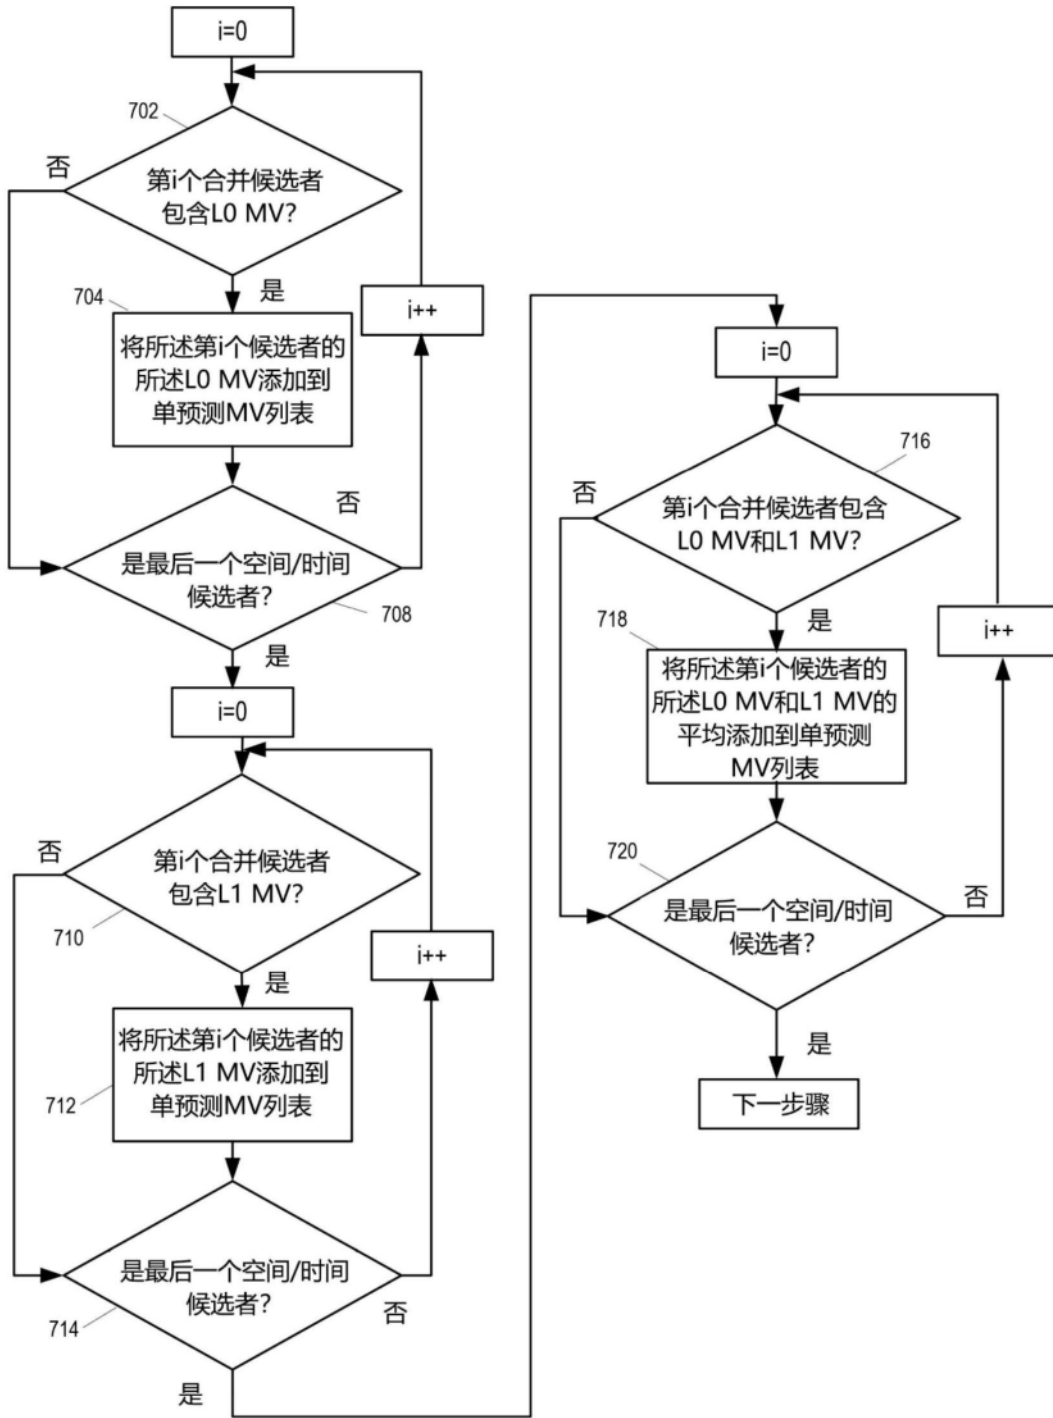 i=0
702
否
第i个合并候选者
包含L0 MV?
是
704
i++
将所述第i个候选者的
所述L0 MV添加到
单预测MV列表
否
是最后一个空间/时间
候选者?
708
是
i=0
否
第i个合并候选者
包含L1 MV?
710
i++
是
将所述第i个候选者的
所述L1 MV添加到
单预测MV列表
712
是最后一个空间/时间
候选者?
714
否
是
i=0
716
否
第i个合并候选者包含
L0 MV和L1 MV?
718
是
i++
将所述第i个候选者的
所述L0 MV和L1 MV的
平均添加到单预测
MV列表
720
否
是最后一个空间/时间
候选者?
是
下一步骤